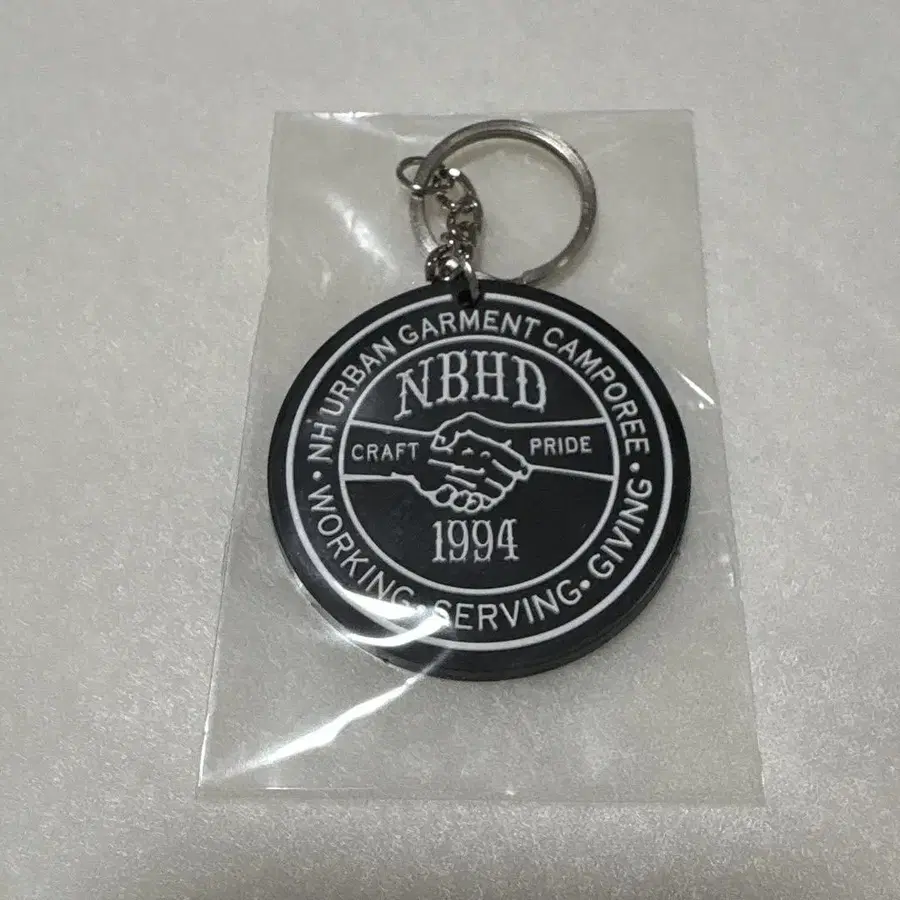 NH URBAN GARMENT CAMPOREE
NBHD
CRAFT PRIDE
1994
• WORKING • SERVING • GIVING •